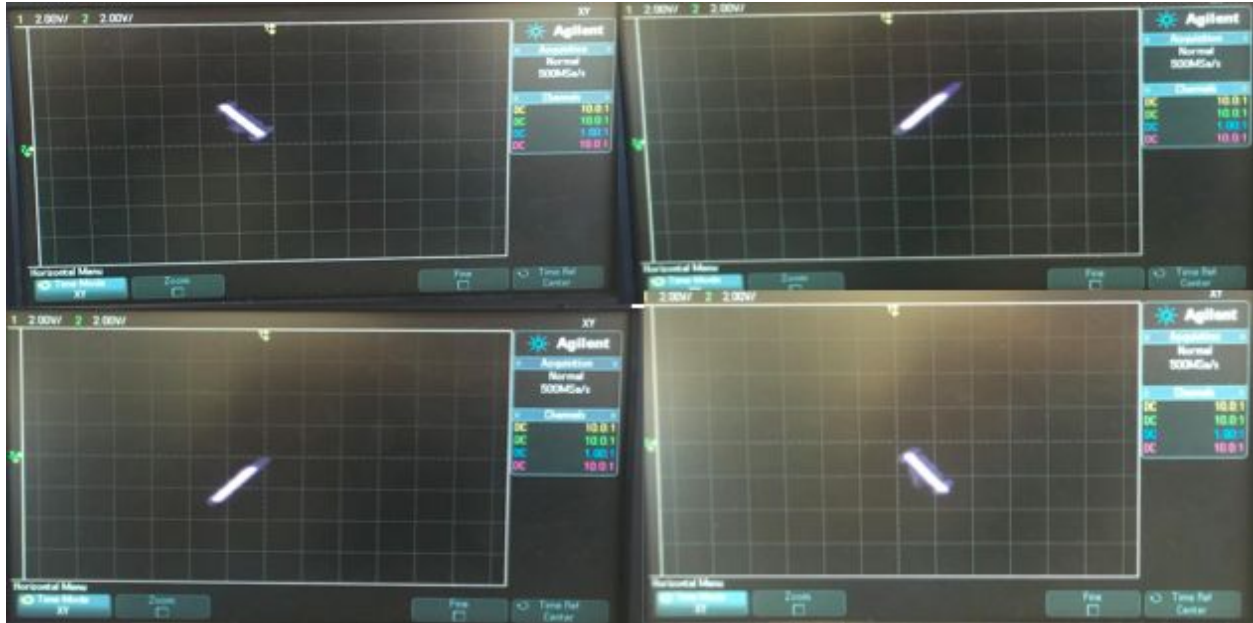 1 2.00V/ 2 2.00V/ XY
Agilent
Acquisition
Normal
500MSa/s
Channels
DC 10.0:1
DC 10.0:1
DC 1.00:1
DC 10.0:1
Horizontal Menu
Time Mode
XY
Zoom
Fine
Time Ref
Center
1 2.00V/ 2 2.00V/
Agilent
Acquisition
Normal
500MSa/s
Channels
DC 10.0:1
DC 10.0:1
DC 1.00:1
DC 10.0:1
Horizontal Menu
Time Mode
Zoom
Fine
Time Ref
Center
1 2.00V/ 2 2.00V/ XY
Agilent
Acquisition
Normal
500MSa/s
Channels
DC 10.0:1
DC 10.0:1
DC 1.00:1
DC 10.0:1
Horizontal Menu
Time Mode
XY
Zoom
Fine
Time Ref
Center
1 2.00V/ 2 2.00V/ XY
Agilent
Acquisition
Normal
500MSa/s
Channels
DC 10.0:1
DC 10.0:1
DC 1.00:1
DC 10.0:1
Horizontal Menu
Time Mode
XY
Zoom
Fine
Time Ref
Center